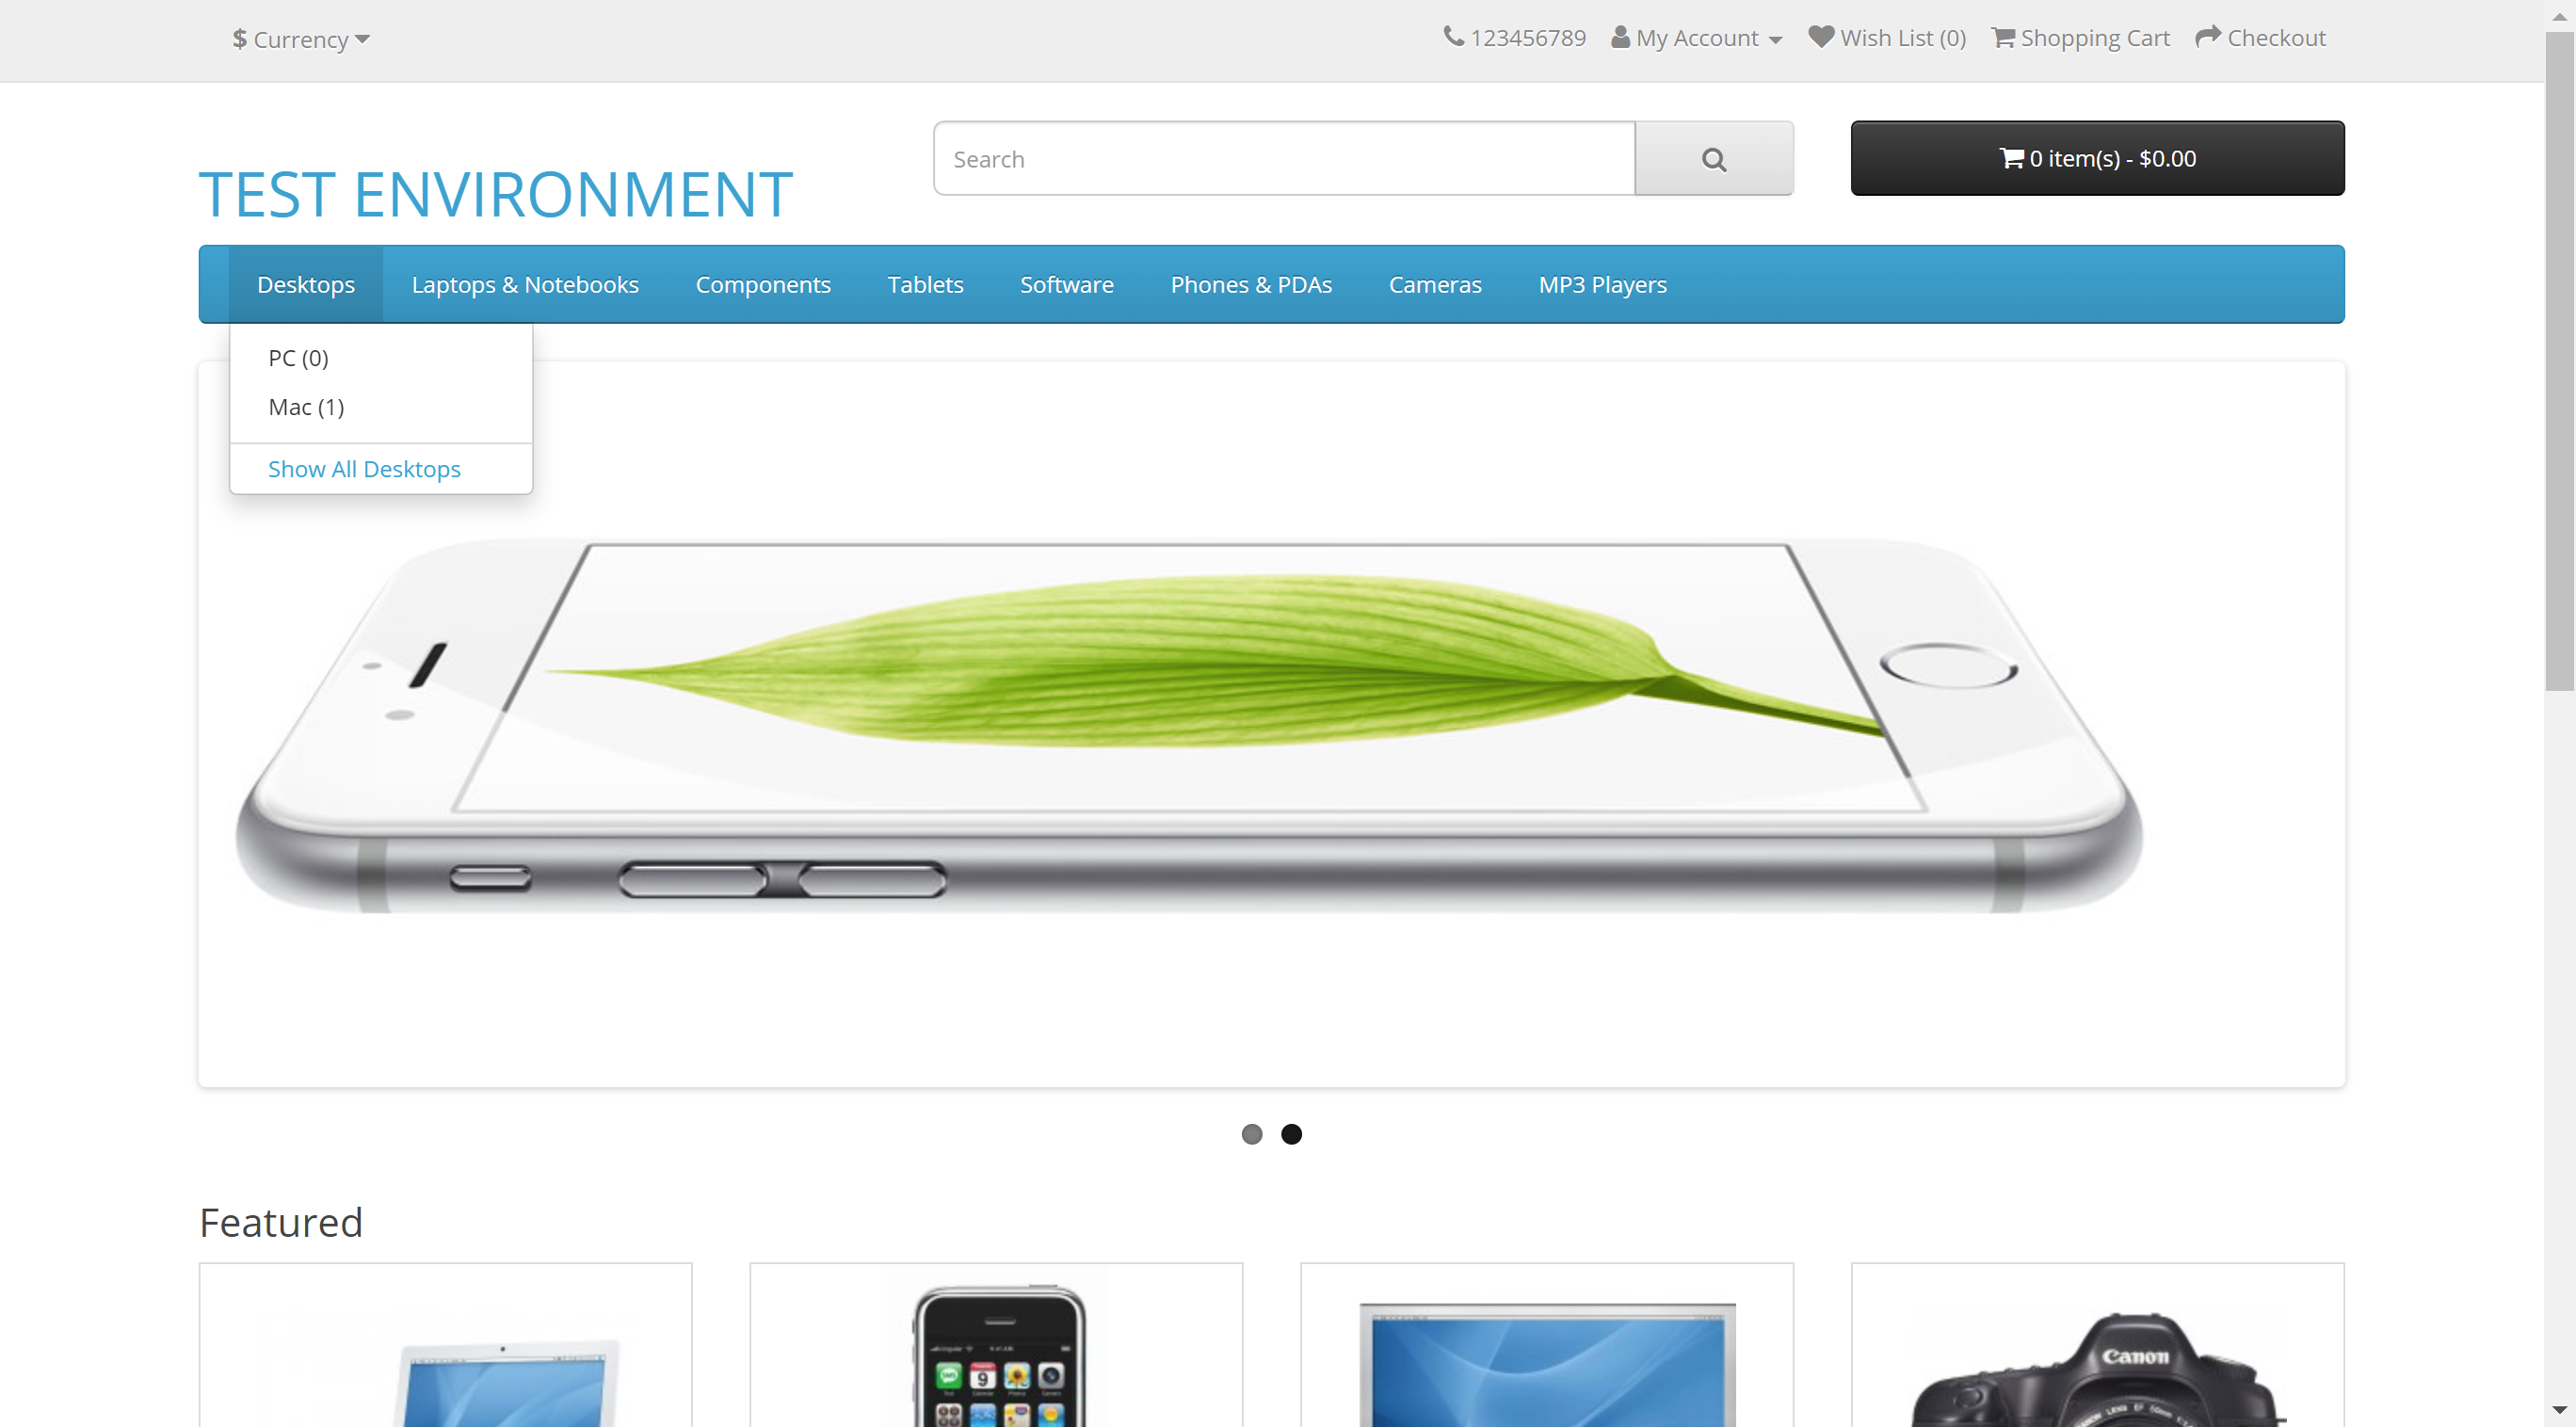 $ Currency
123456789 My Account Wish List (0) Shopping Cart Checkout
TEST ENVIRONMENT
Search
0 item(s) - $0.00
Desktops Laptops & Notebooks Components Tablets Software Phones & PDAs Cameras MP3 Players
PC (0)
Mac (1)
Show All Desktops
Featured
9
Canon